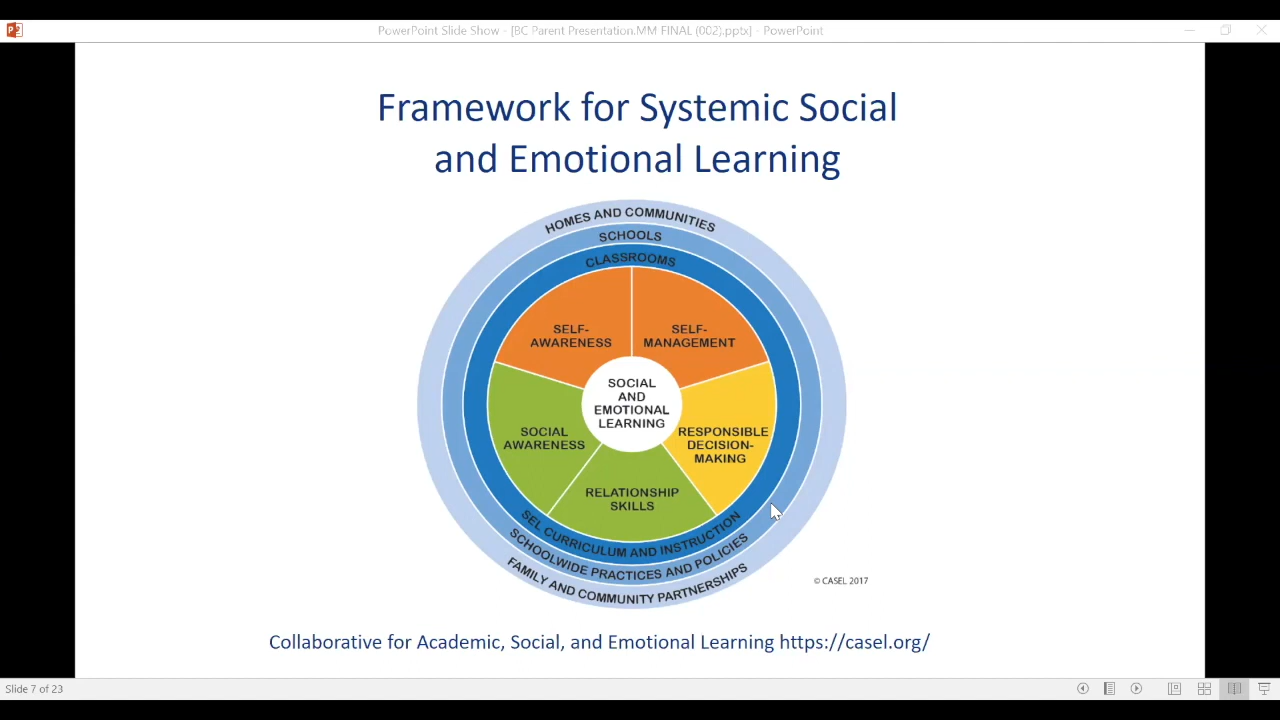 PowerPoint Slide Show - [BC Parent Presentation.MM FINAL (002).pptx] - PowerPoint
Framework for Systemic Social
and Emotional Learning
HOMES AND COMMUNITIES
SCHOOLS
CLASSROOMS
SELF-
AWARENESS
SELF-
MANAGEMENT
SOCIAL
AND
EMOTIONAL
LEARNING
SOCIAL
AWARENESS
RESPONSIBLE
DECISION-
MAKING
RELATIONSHIP
SKILLS
SEL CURRICULUM AND INSTRUCTION
SCHOOLWIDE PRACTICES AND POLICIES
FAMILY AND COMMUNITY PARTNERSHIPS
© CASEL 2017
Collaborative for Academic, Social, and Emotional Learning https://casel.org/
Slide 7 of 23